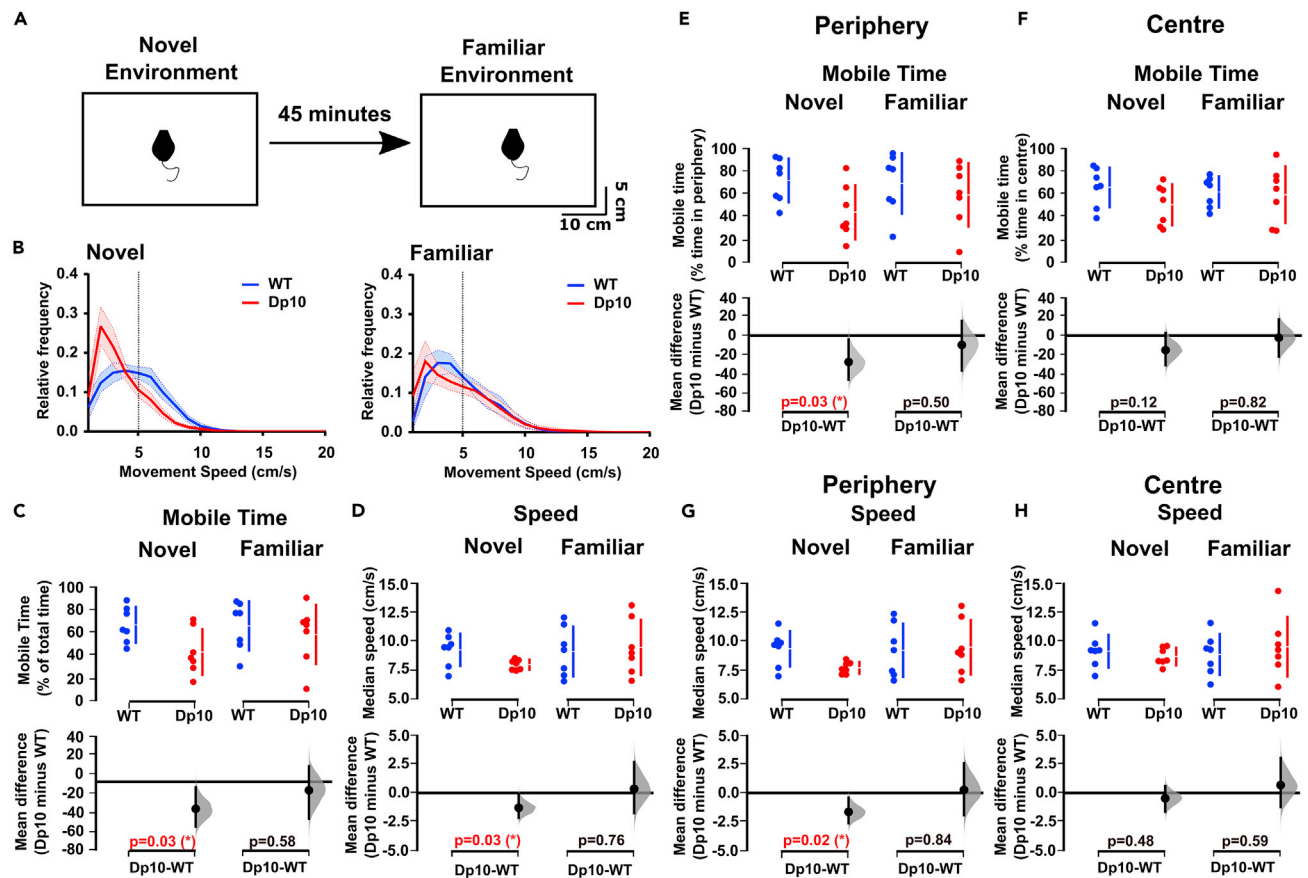 A
Novel
Environment
45 minutes
Familiar
Environment
5 cm
10 cm
B
Novel
0.4
0.3
0.2
0.1
0.0
Relative frequency
WT
Dp10
5
10
15
20
Movement Speed (cm/s)
Familiar
0.4
0.3
0.2
0.1
0.0
Relative frequency
WT
Dp10
5
10
15
20
Movement Speed (cm/s)
C
Mobile Time
Novel
Familiar
Mobile Time
(% of total time)
100
80
60
40
20
0
WT
Dp10
WT
Dp10
Mean difference
(Dp10 minus WT)
40
20
0
-20
-40
-60
-80
p=0.03 (*)
p=0.58
Dp10-WT
Dp10-WT
D
Speed
Novel
Familiar
Median speed (cm/s)
15.0
12.5
10.0
7.5
5.0
WT
Dp10
WT
Dp10
Mean difference
(Dp10 minus WT)
5.0
2.5
0.0
-2.5
-5.0
p=0.03 (*)
p=0.76
Dp10-WT
Dp10-WT
E
Periphery
Mobile Time
Novel
Familiar
Mobile time
(% time in periphery)
100
80
60
40
20
0
WT
Dp10
WT
Dp10
Mean difference
(Dp10 minus WT)
40
20
0
-20
-40
-60
-80
p=0.03 (*)
p=0.50
Dp10-WT
Dp10-WT
F
Centre
Mobile Time
Novel
Familiar
Mobile time
(% time in centre)
100
80
60
40
20
0
WT
Dp10
WT
Dp10
Mean difference
(Dp10 minus WT)
40
20
0
-20
-40
-60
-80
p=0.12
p=0.82
Dp10-WT
Dp10-WT
G
Periphery
Speed
Novel
Familiar
Median speed (cm/s)
15.0
12.5
10.0
7.5
5.0
WT
Dp10
WT
Dp10
Mean difference
(Dp10 minus WT)
5.0
2.5
0.0
-2.5
-5.0
p=0.02 (*)
p=0.84
Dp10-WT
Dp10-WT
H
Centre
Speed
Novel
Familiar
Median speed (cm/s)
15.0
12.5
10.0
7.5
5.0
WT
Dp10
WT
Dp10
Mean difference
(Dp10 minus WT)
5.0
2.5
0.0
-2.5
-5.0
p=0.48
p=0.59
Dp10-WT
Dp10-WT